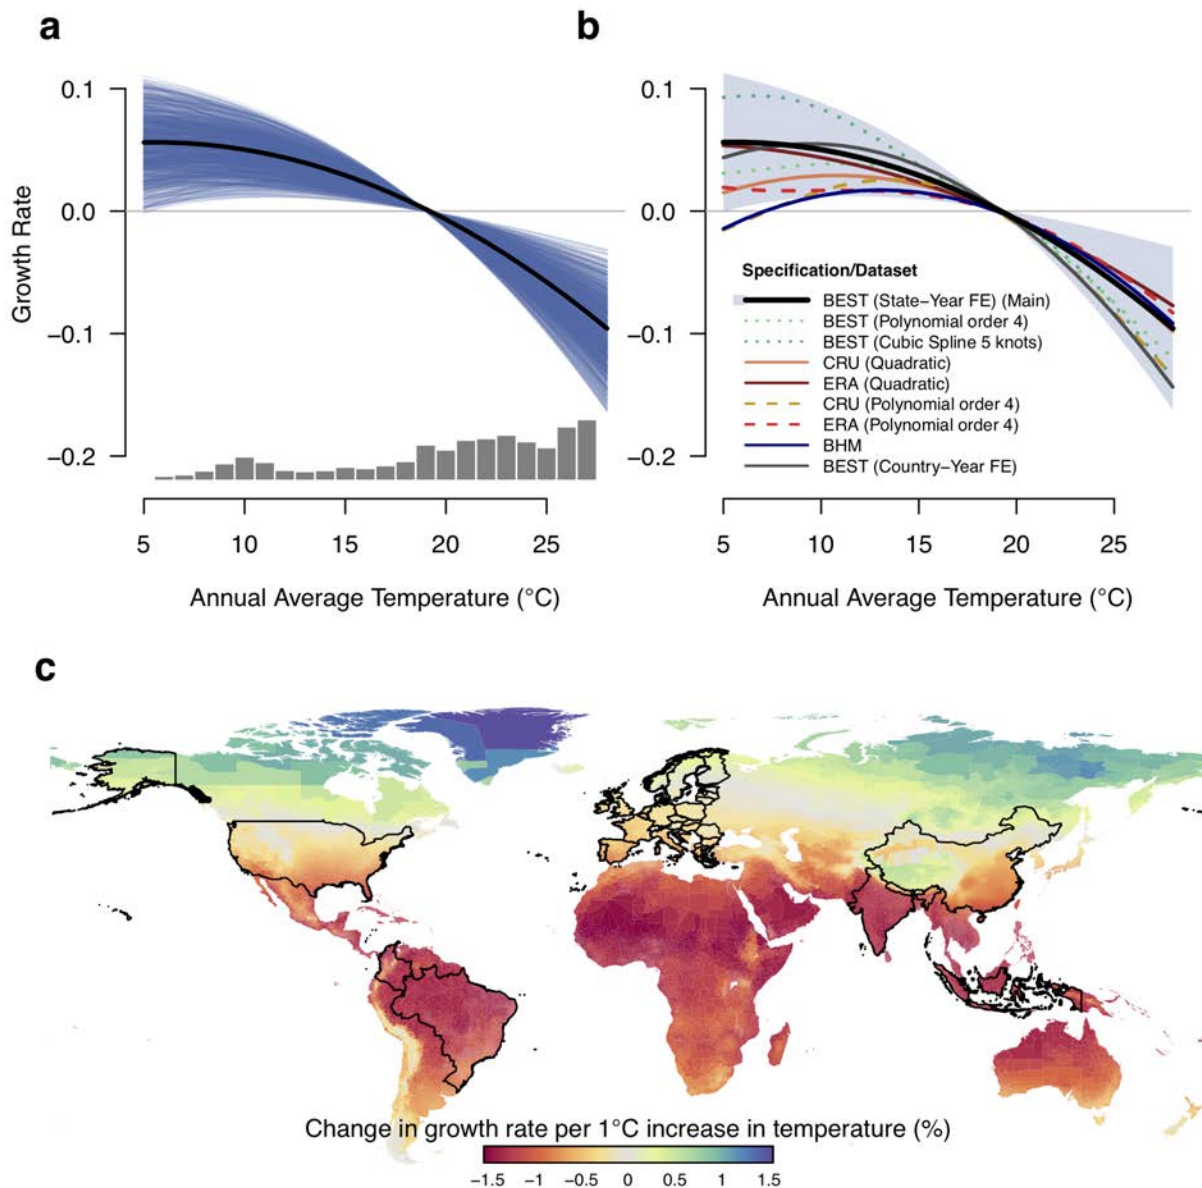 a
b
0.1
0.0
−0.1
−0.2
Growth Rate
5
10
15
20
25
Annual Average Temperature (°C)
0.1
0.0
−0.1
−0.2
Specification/Dataset
BEST (State−Year FE) (Main)
BEST (Polynomial order 4)
BEST (Cubic Spline 5 knots)
CRU (Quadratic)
ERA (Quadratic)
CRU (Polynomial order 4)
ERA (Polynomial order 4)
BHM
BEST (Country−Year FE)
5
10
15
20
25
Annual Average Temperature (°C)
c
Change in growth rate per 1°C increase in temperature (%)
−1.5
−1
−0.5
0
0.5
1
1.5